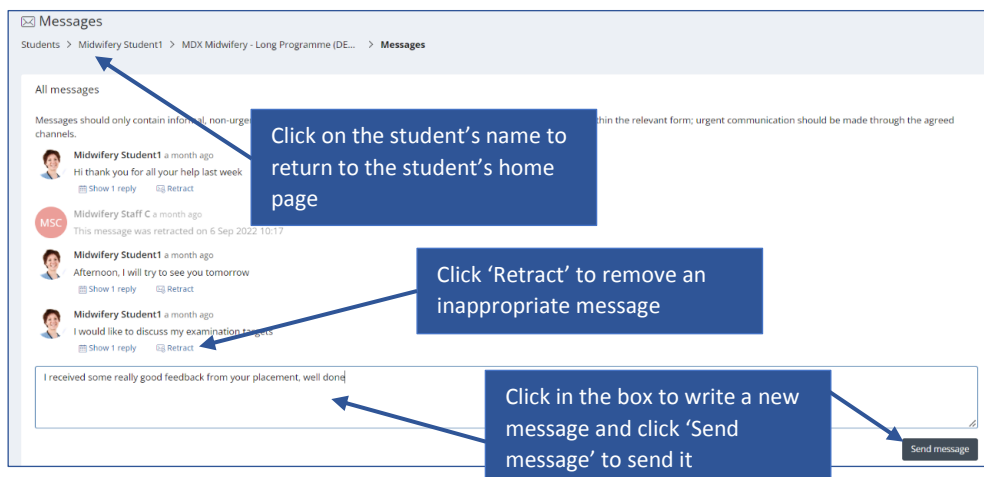 Messages
Students > Midwifery Student1 > MDX Midwifery - Long Programme (DE... > Messages
All messages
Messages should only contain informal, non-urgen
thin the relevant form; urgent communication should be made through the agreed
channels.
Click on the student's name to
return to the student's home
page
Midwifery Student1 a month ago
Hi thank you for all your help last week
Show 1 reply Retract
MSC
Midwifery Staff C a month ago
This message was retracted on 6 Sep 2022 10:17
Midwifery Student1 a month ago
Afternoon, I will try to see you tomorrow
Show 1 reply Retract
Click 'Retract' to remove an
inappropriate message
Midwifery Student1 a month ago
I would like to discuss my examination targets
Show 1 reply Retract
I received some really good feedback from your placement, well done
Click in the box to write a new
message and click 'Send
message' to send it
Send message